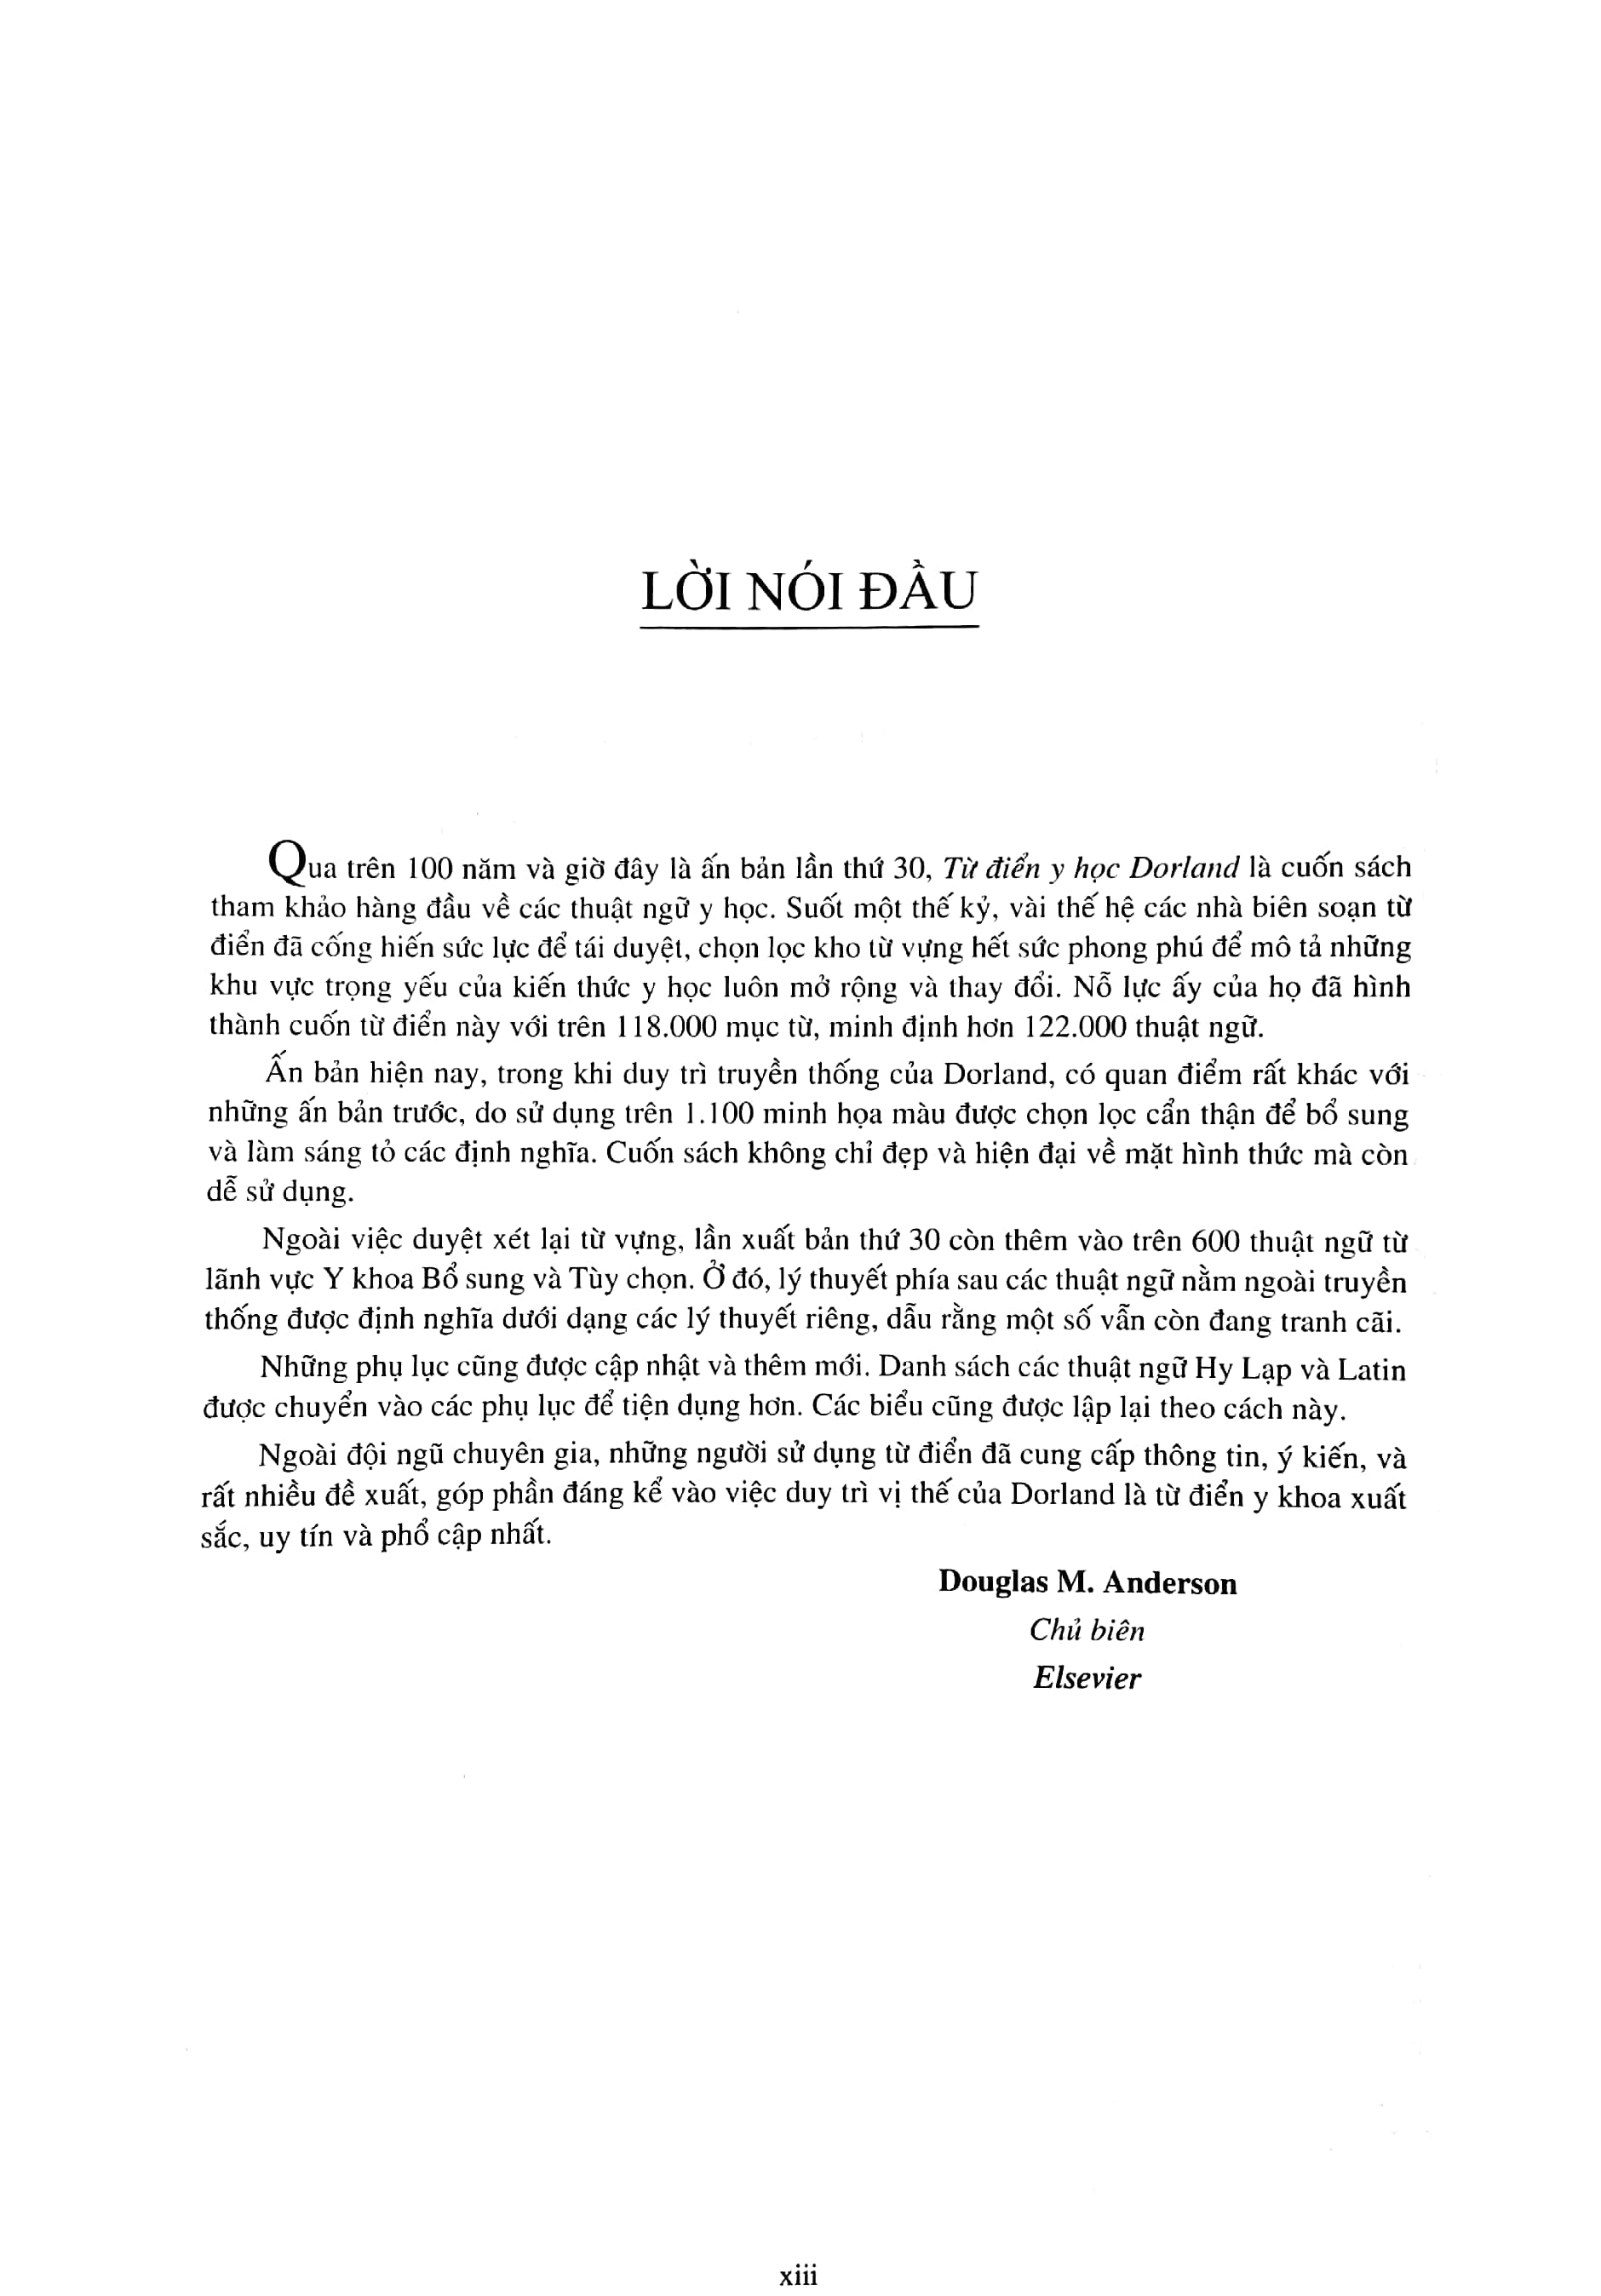 LỜI NÓI ĐẦU
Qua trên 100 năm và giờ đây là ấn bản lần thứ 30, Từ điển y học Dorland là cuốn sách
tham khảo hàng đầu về các thuật ngữ y học. Suốt một thế kỷ, vài thế hệ các nhà biên soạn từ
điển đã cống hiến sức lực để tái duyệt, chọn lọc kho từ vựng hết sức phong phú để mô tả những
khu vực trọng yếu của kiến thức y học luôn mở rộng và thay đổi. Nỗ lực ấy của họ đã hình
thành cuốn từ điển này với trên 118.000 mục từ, minh định hơn 122.000 thuật ngữ.
Ấn bản hiện nay, trong khi duy trì truyền thống của Dorland, có quan điểm rất khác với
những ấn bản trước, do sử dụng trên 1.100 minh họa màu được chọn lọc cẩn thận để bổ sung
và làm sáng tỏ các định nghĩa. Cuốn sách không chỉ đẹp và hiện đại về mặt hình thức mà còn
dễ sử dụng.
Ngoài việc duyệt xét lại từ vựng, lần xuất bản thứ 30 còn thêm vào trên 600 thuật ngữ từ
lãnh vực Y khoa Bổ sung và Tùy chọn. Ở đó, lý thuyết phía sau các thuật ngữ nằm ngoài truyền
thống được định nghĩa dưới dạng các lý thuyết riêng, dẫu rằng một số vẫn còn đang tranh cãi.
Những phụ lục cũng được cập nhật và thêm mới. Danh sách các thuật ngữ Hy Lạp và Latin
được chuyển vào các phụ lục để tiện dụng hơn. Các biểu cũng được lập lại theo cách này.
Ngoài đội ngũ chuyên gia, những người sử dụng từ điển đã cung cấp thông tin, ý kiến, và
rất nhiều đề xuất, góp phần đáng kể vào việc duy trì vị thế của Dorland là từ điển y khoa xuất
sắc, uy tín và phổ cập nhất.
Douglas M. Anderson
Chủ biên
Elsevier
xiii